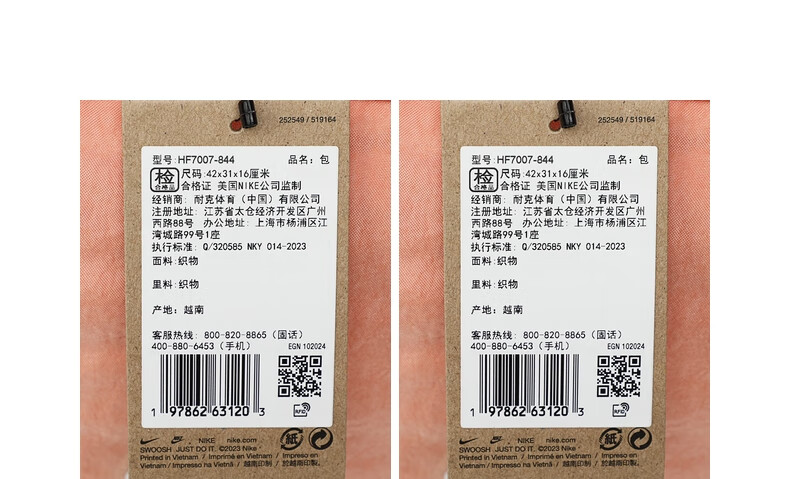 252549 / 519164
型号:HF7007-844 品名: 包
检 合格品 尺码:42x31x16厘米
合格证 美国NIKE公司监制
经销商: 耐克体育（中国）有限公司
注册地址: 江苏省太仓经济开发区广州
西路88号 办公地址: 上海市杨浦区江
湾城路99号1座
执行标准: Q/320585 NKY 014-2023
面料:织物
里料:织物
产地: 越南
客服热线: 800-820-8865（固话）
400-880-6453（手机） EGN 102024
1 97862 63120 3
RFID
NIKE nike.com
SWOOSH JUST DO IT. ©2023 Nike
紙
Printed in Vietnam / Imprimé en Vietnam / Impreso en
Vietnam / Impresso na Vietnã / 越南印刷 / 於越南印製。
252549 / 519164
型号:HF7007-844 品名: 包
检 合格品 尺码:42x31x16厘米
合格证 美国NIKE公司监制
经销商: 耐克体育（中国）有限公司
注册地址: 江苏省太仓经济开发区广州
西路88号 办公地址: 上海市杨浦区江
湾城路99号1座
执行标准: Q/320585 NKY 014-2023
面料:织物
里料:织物
产地: 越南
客服热线: 800-820-8865（固话）
400-880-6453（手机） EGN 102024
1 97862 63120 3
RFID
NIKE nike.com
SWOOSH JUST DO IT. ©2023 Nike
紙
Printed in Vietnam / Imprimé en Vietnam / Impreso en
Vietnam / Impresso na Vietnã / 越南印刷 / 於越南印製。